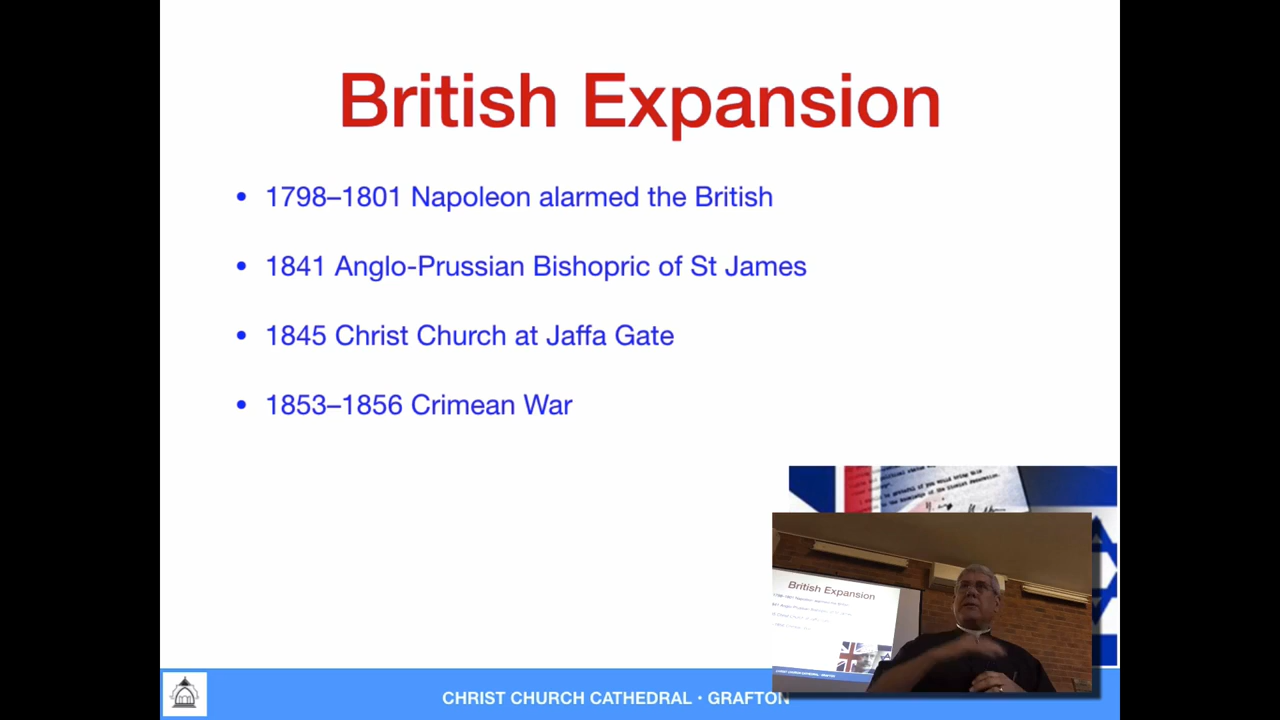 British Expansion
• 1798–1801 Napoleon alarmed the British
• 1841 Anglo-Prussian Bishopric of St James
• 1845 Christ Church at Jaffa Gate
• 1853–1856 Crimean War
British Expansion
CHRIST CHURCH CATHEDRAL • GRAFTON